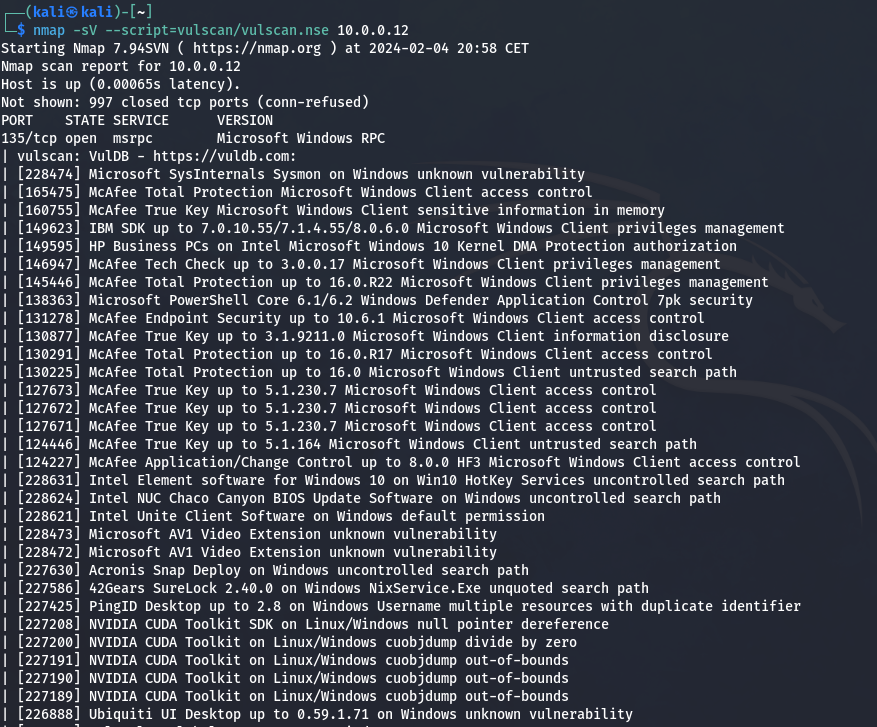 ┌──(kali㉿kali)-[~]
└─$ nmap -sV --script=vulscan/vulscan.nse 10.0.0.12
Starting Nmap 7.94SVN ( https://nmap.org ) at 2024-02-04 20:58 CET
Nmap scan report for 10.0.0.12
Host is up (0.00065s latency).
Not shown: 997 closed tcp ports (conn-refused)
PORT    STATE SERVICE      VERSION
135/tcp open  msrpc        Microsoft Windows RPC
| vulscan: VulDB - https://vuldb.com:
| [228474] Microsoft SysInternals Sysmon on Windows unknown vulnerability
| [165475] McAfee Total Protection Microsoft Windows Client access control
| [160755] McAfee True Key Microsoft Windows Client sensitive information in memory
| [149623] IBM SDK up to 7.0.10.55/7.1.4.55/8.0.6.0 Microsoft Windows Client privileges management
| [149595] HP Business PCs on Intel Microsoft Windows 10 Kernel DMA Protection authorization
| [146947] McAfee Tech Check up to 3.0.0.17 Microsoft Windows Client privileges management
| [145446] McAfee Total Protection up to 16.0.R22 Microsoft Windows Client privileges management
| [138363] Microsoft PowerShell Core 6.1/6.2 Windows Defender Application Control 7pk security
| [131278] McAfee Endpoint Security up to 10.6.1 Microsoft Windows Client access control
| [130877] McAfee True Key up to 3.1.9211.0 Microsoft Windows Client information disclosure
| [130291] McAfee Total Protection up to 16.0.R17 Microsoft Windows Client access control
| [130225] McAfee Total Protection up to 16.0 Microsoft Windows Client untrusted search path
| [127673] McAfee True Key up to 5.1.230.7 Microsoft Windows Client access control
| [127672] McAfee True Key up to 5.1.230.7 Microsoft Windows Client access control
| [127671] McAfee True Key up to 5.1.230.7 Microsoft Windows Client access control
| [124446] McAfee True Key up to 5.1.164 Microsoft Windows Client untrusted search path
| [124227] McAfee Application/Change Control up to 8.0.0 HF3 Microsoft Windows Client access control
| [228631] Intel Element software for Windows 10 on Win10 HotKey Services uncontrolled search path
| [228624] Intel NUC Chaco Canyon BIOS Update Software on Windows uncontrolled search path
| [228621] Intel Unite Client Software on Windows default permission
| [228473] Microsoft AV1 Video Extension unknown vulnerability
| [228472] Microsoft AV1 Video Extension unknown vulnerability
| [227630] Acronis Snap Deploy on Windows uncontrolled search path
| [227586] 42Gears SureLock 2.40.0 on Windows NixService.Exe unquoted search path
| [227425] PingID Desktop up to 2.8 on Windows Username multiple resources with duplicate identifier
| [227208] NVIDIA CUDA Toolkit SDK on Linux/Windows null pointer dereference
| [227200] NVIDIA CUDA Toolkit on Linux/Windows cuobjdump divide by zero
| [227191] NVIDIA CUDA Toolkit on Linux/Windows cuobjdump out-of-bounds
| [227190] NVIDIA CUDA Toolkit on Linux/Windows cuobjdump out-of-bounds
| [227189] NVIDIA CUDA Toolkit on Linux/Windows cuobjdump out-of-bounds
| [226888] Ubiquiti UI Desktop up to 0.59.1.71 on Windows unknown vulnerability